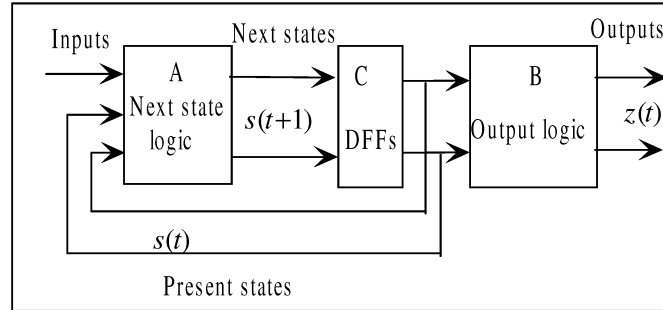 Inputs
Next states
Outputs
A
Next state
logic
s(t+1)
C
DFFs
B
Output logic
z(t)
s(t)
Present states